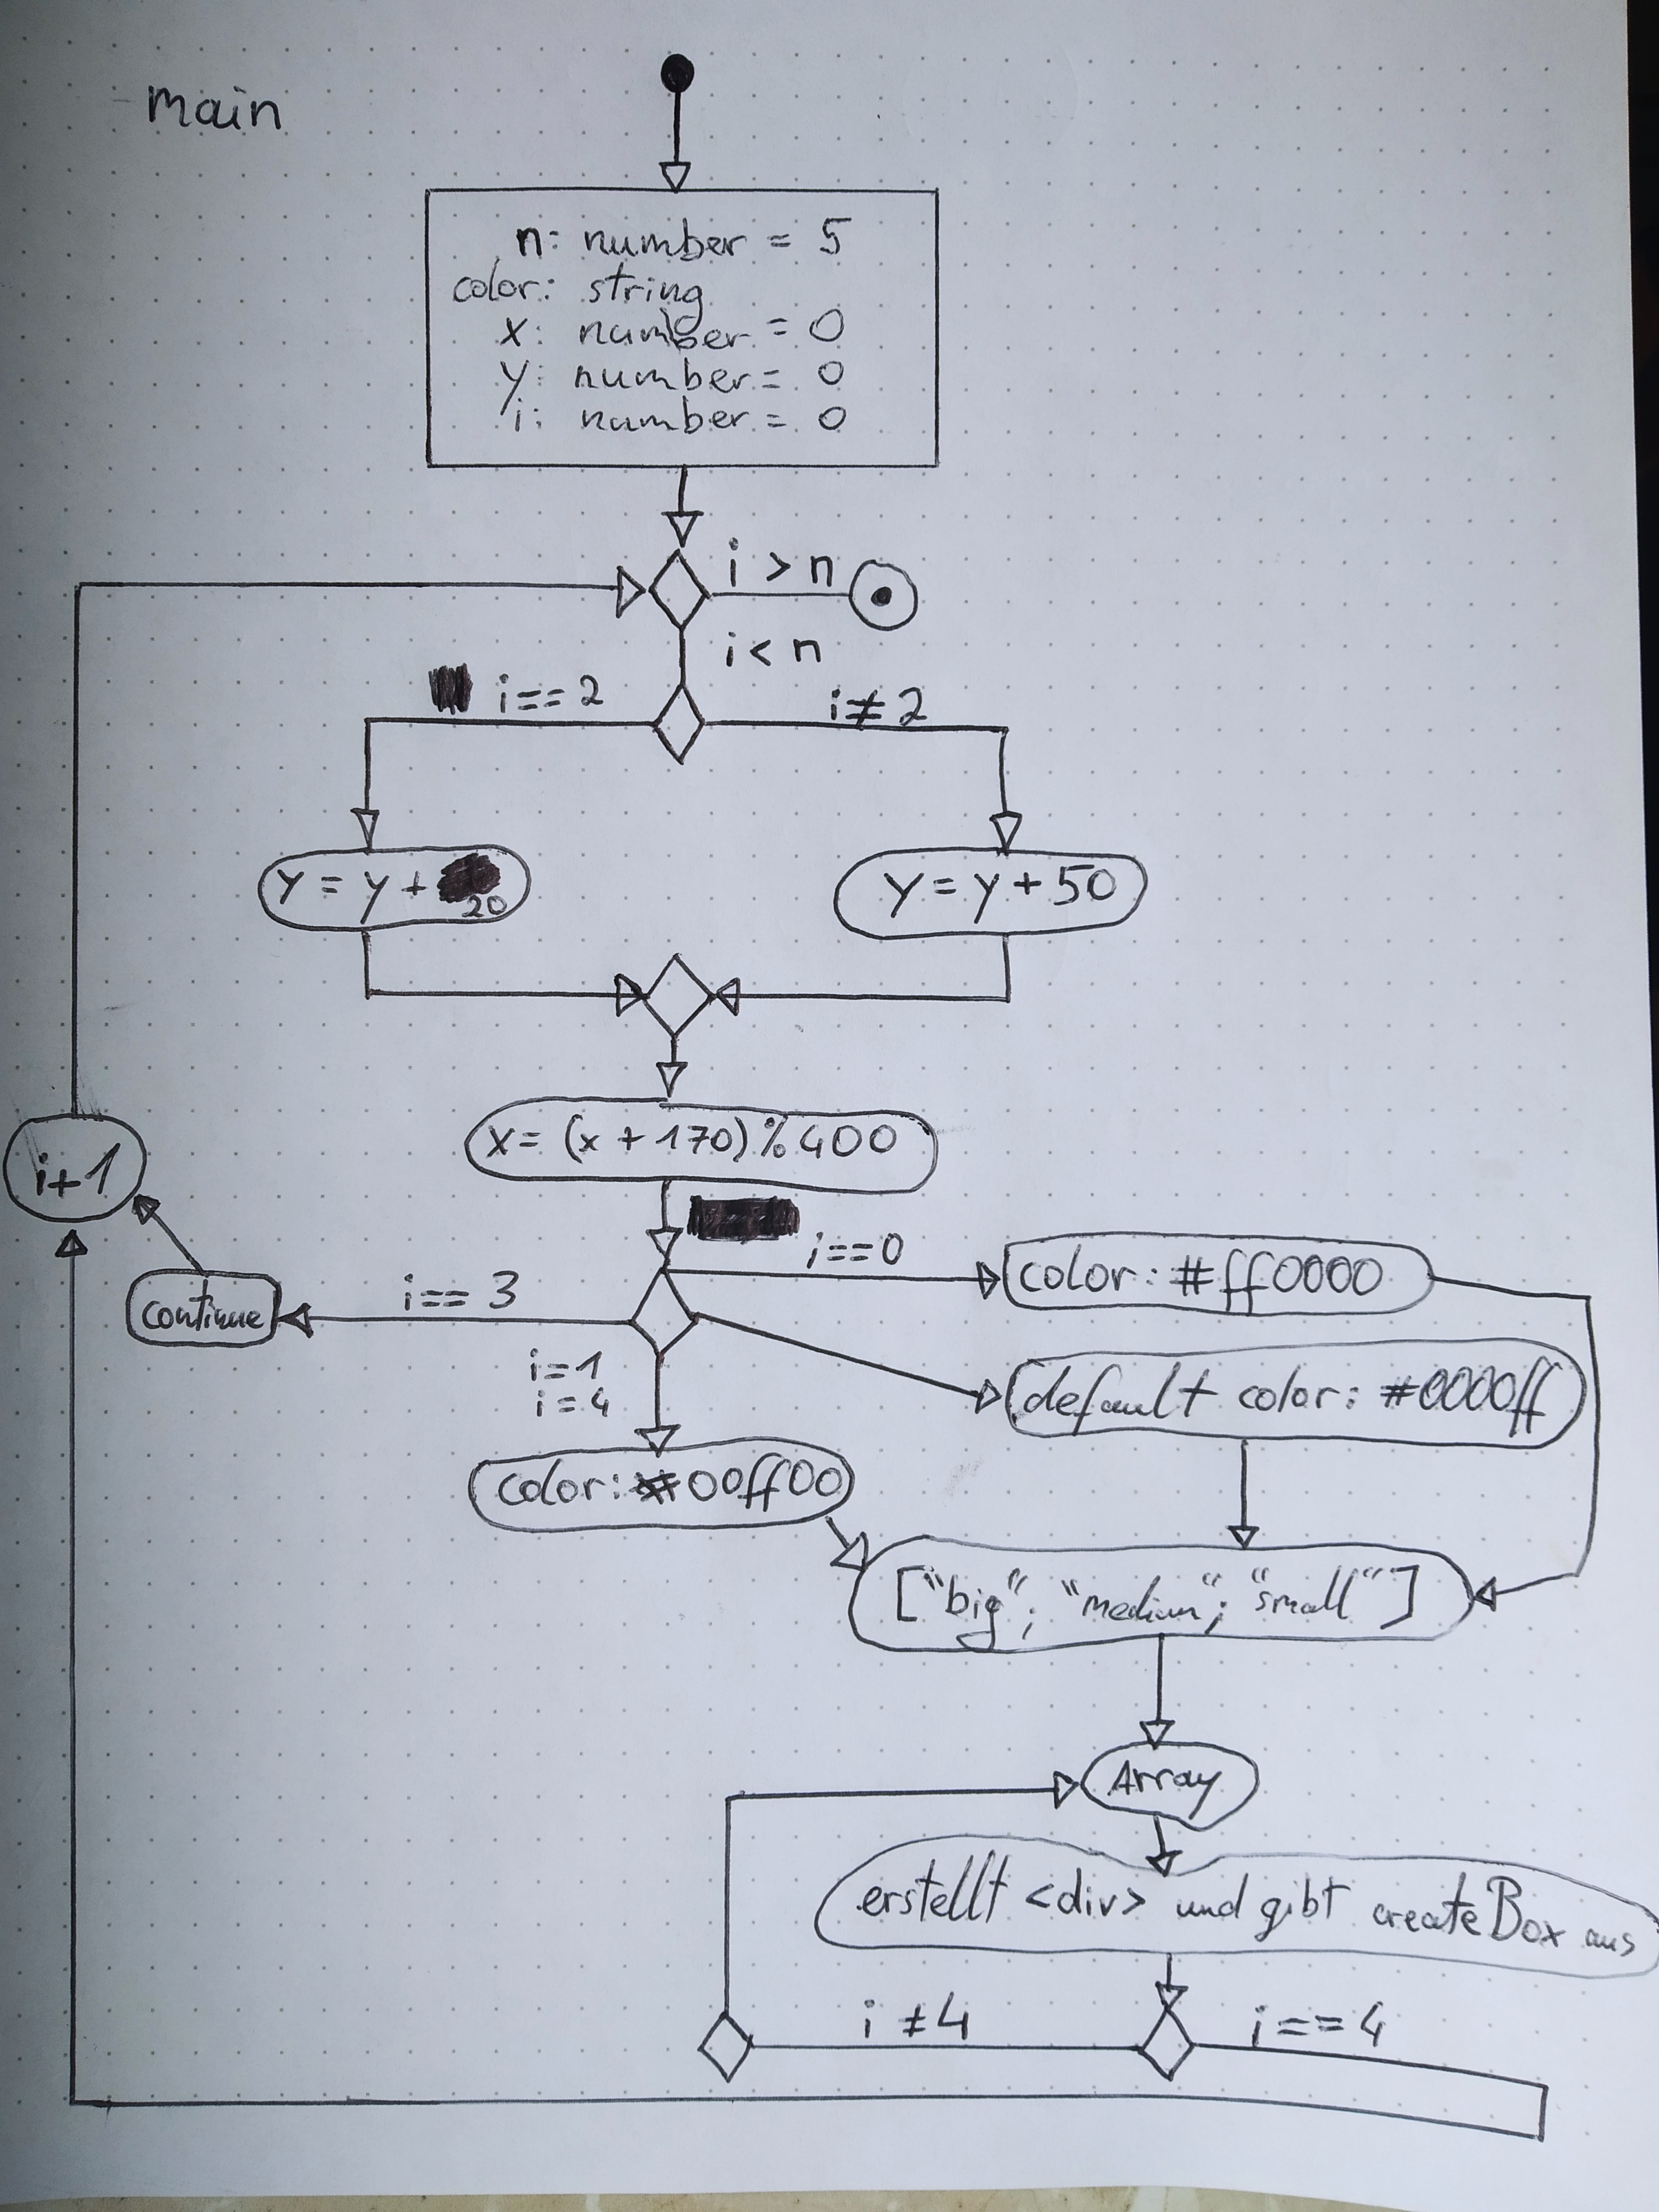 main
n: number = 5
color: string
x: number = 0
y: number = 0
i: number = 0
i > n
i < n
i == 2
i ≠ 2
y = y + 20
y = y + 50
x = (x + 170) % 400
i+1
i==0
color: #ff0000
i== 3
continue
default color: #0000ff
i=1
i=4
color: #00ff00
["big"; "medium"; "small"]
Array
erstellt <div> und gibt createBox aus
i ≠ 4
i == 4